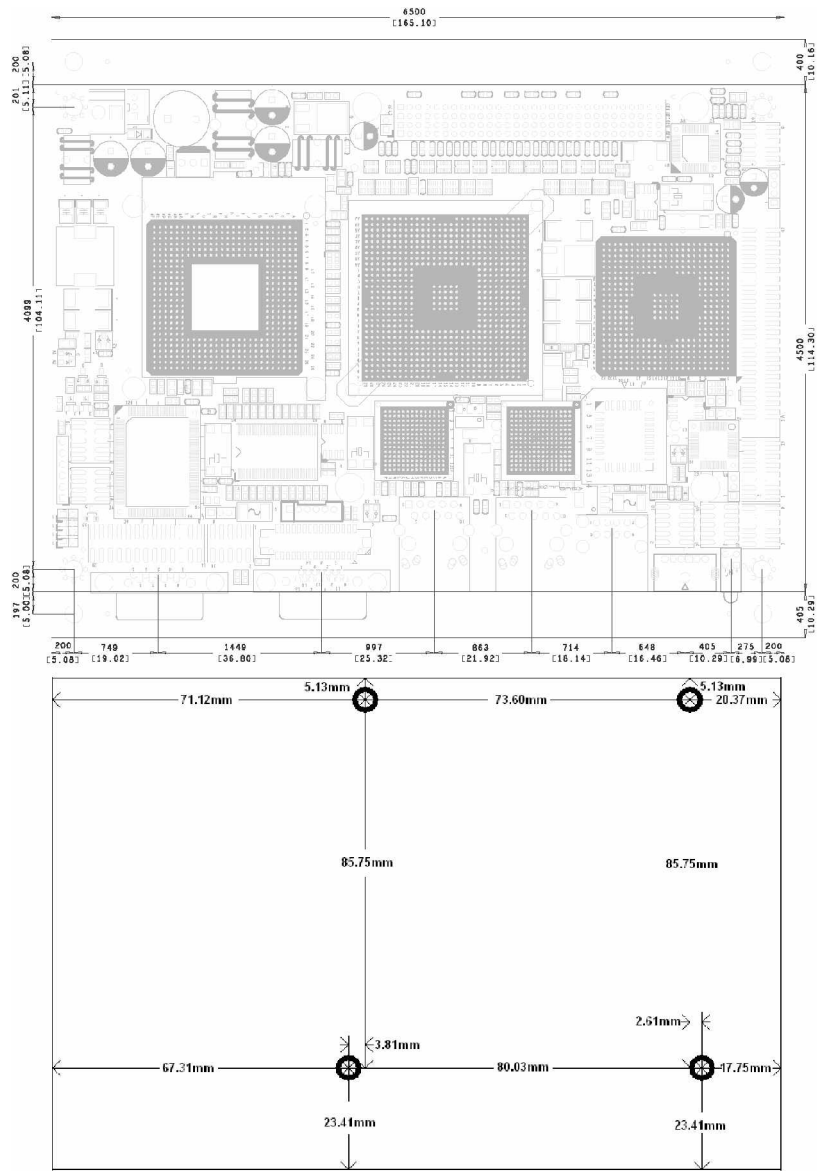 6500
[165.10]
200
[5.08]
400
[10.16]
201
[5.11]
4099
[104.11]
4500
[114.30]
200
[5.08]
197
[5.00]
405
[10.29]
200
[5.08]
749
[19.02]
1449
[36.80]
997
[25.32]
863
[21.92]
714
[18.14]
648
[16.46]
405
[10.29]
275
[6.99]
200
[5.08]
5.13mm
5.13mm
71.12mm
73.60mm
20.37mm
85.75mm
85.75mm
2.61mm
3.81mm
67.31mm
80.03mm
17.75mm
23.41mm
23.41mm